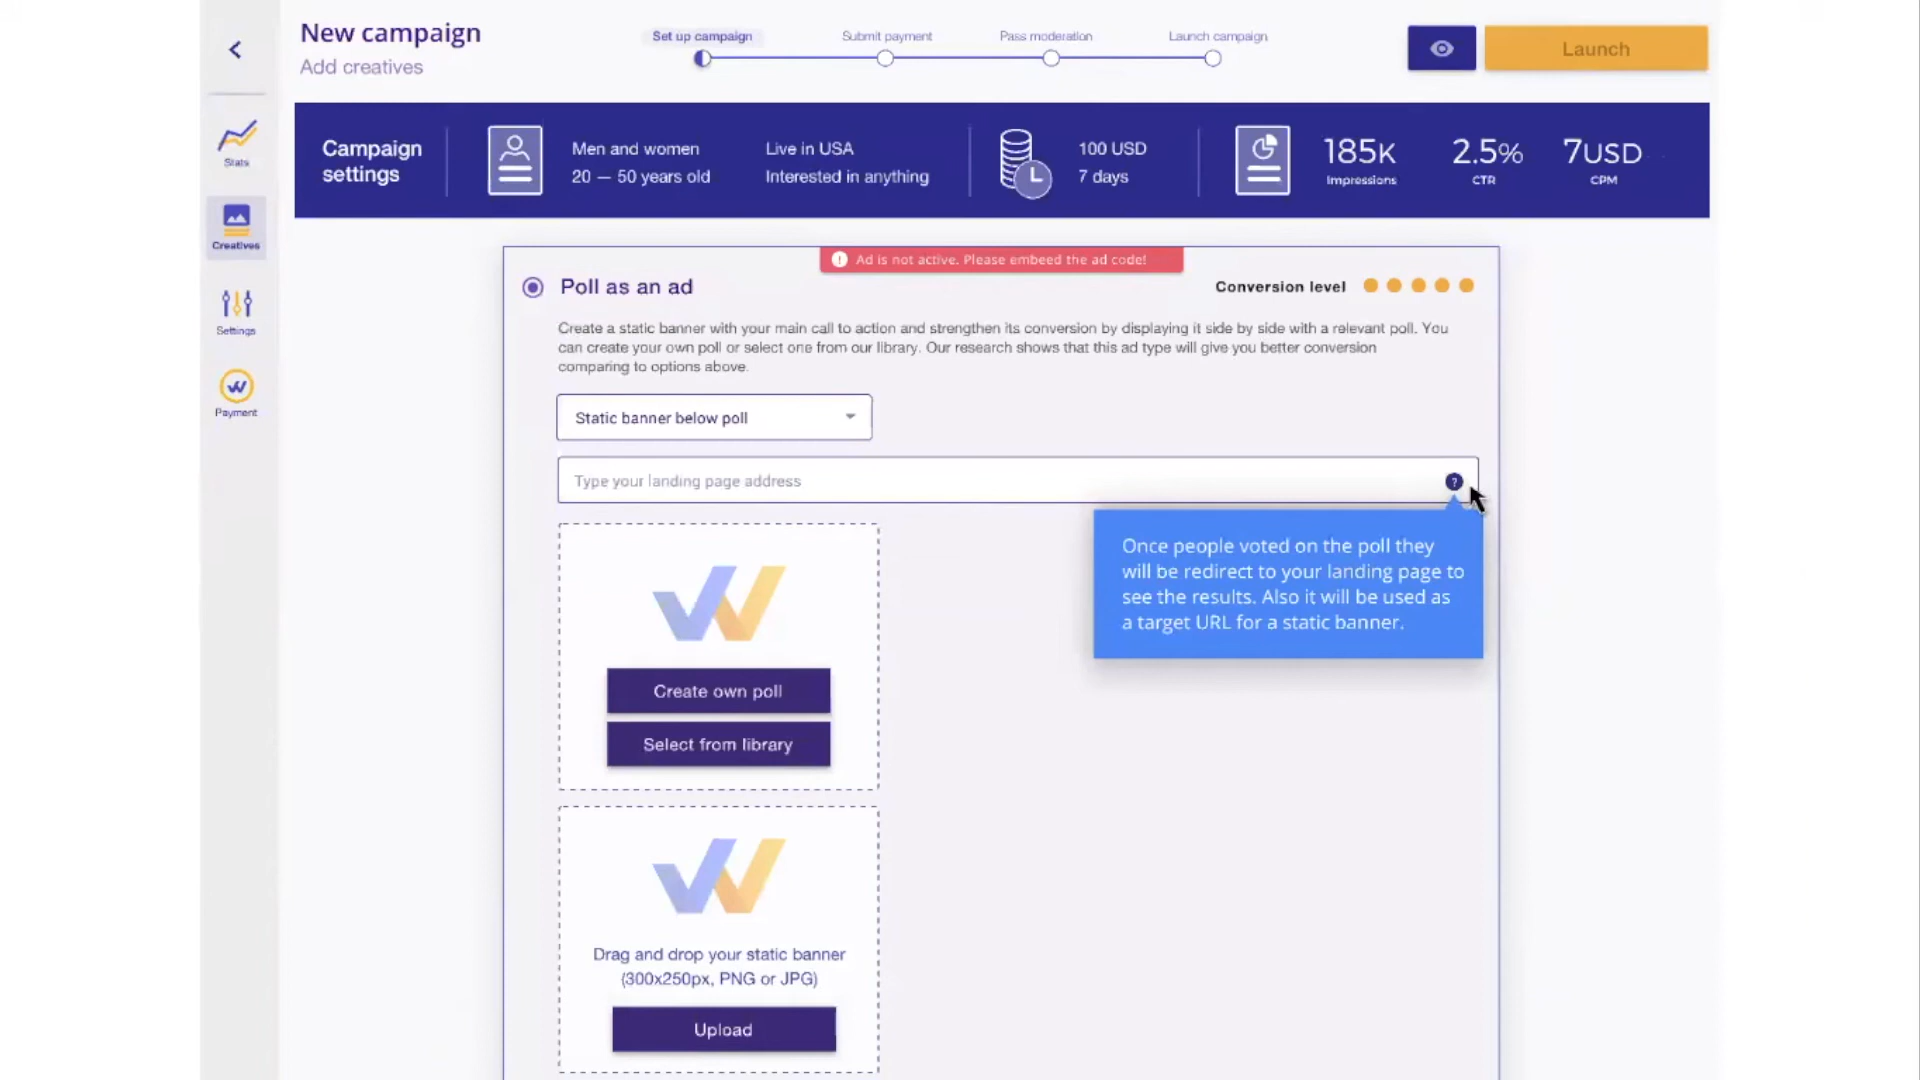 New campaign
Add creatives
Set up campaign
Submit payment
Pass moderation
Launch campaign
Launch
Stats
Creatives
Settings
Payment
Campaign
settings
Men and women
20 — 50 years old
Live in USA
Interested in anything
100 USD
7 days
185K
Impressions
2.5%
CTR
7USD
CPM
! Ad is not active. Please embeed the ad code!
Poll as an ad
Conversion level
Create a static banner with your main call to action and strengthen its conversion by displaying it side by side with a relevant poll. You
can create your own poll or select one from our library. Our research shows that this ad type will give you better conversion
comparing to options above.
Static banner below poll
Type your landing page address
?
Once people voted on the poll they
will be redirect to your landing page to
see the results. Also it will be used as
a target URL for a static banner.
Create own poll
Select from library
Drag and drop your static banner
(300x250px, PNG or JPG)
Upload